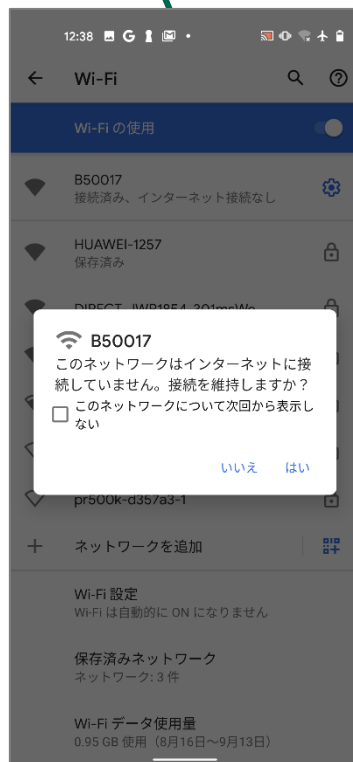 12:38
Wi-Fi
Wi-Fi の使用
B50017
接続済み、インターネット接続なし
HUAWEI-1257
保存済み
B50017
このネットワークはインターネットに接
続していません。接続を維持しますか？
このネットワークについて次回から表示し
ない
いいえ はい
pr500k-d357a3-1
ネットワークを追加
Wi-Fi 設定
Wi-Fi は自動的に ON になりません
保存済みネットワーク
ネットワーク: 3 件
Wi-Fi データ使用量
0.95 GB 使用（8月16日～9月13日）